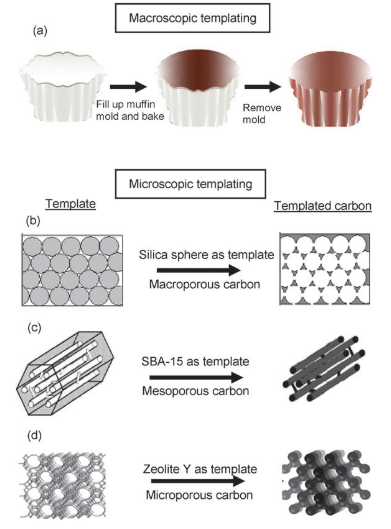 Macroscopic templating
(a)
Fill up muffin
mold and bake
Remove
mold
Microscopic templating
Template
Templated carbon
(b)
Silica sphere as template
Macroporous carbon
(c)
SBA-15 as template
Mesoporous carbon
(d)
Zeolite Y as template
Microporous carbon